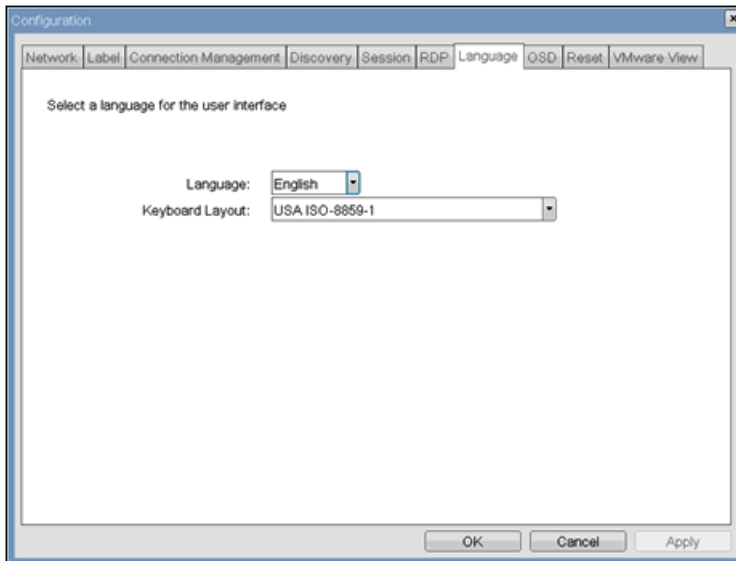 Configuration
Network Label Connection Management Discovery Session RDP Language OSD Reset VMware View
Select a language for the user interface
Language: English
Keyboard Layout: USA ISO-8859-1
OK Cancel Apply